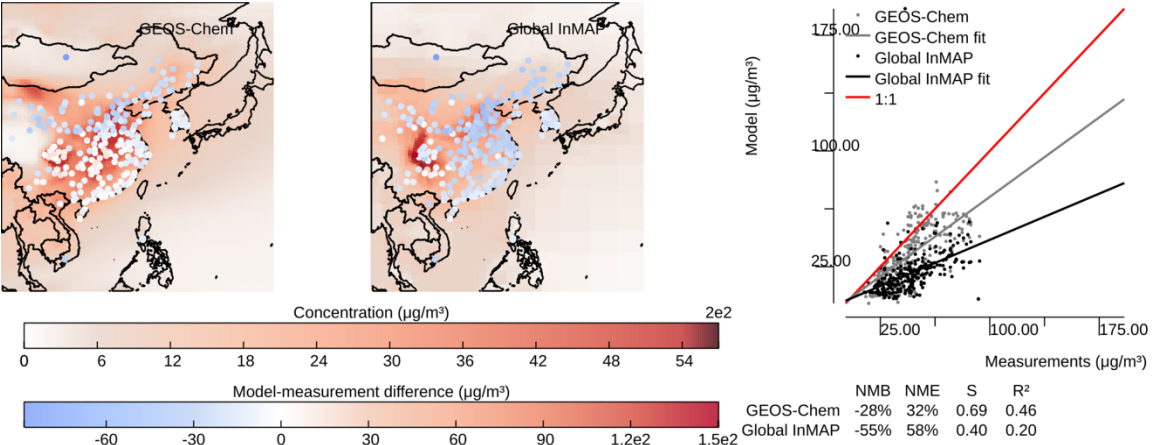 GEOS-Chem
Global InMAP
Concentration (μg/m³)
2e2
0 6 12 18 24 30 36 42 48 54
Model-measurement difference (μg/m³)
-60 -30 0 30 60 90 1.2e2 1.5e2
GEOS-Chem
GEOS-Chem fit
Global InMAP
Global InMAP fit
1:1
Model (μg/m³)
175.00
100.00
25.00
25.00 100.00 175.00
Measurements (μg/m³)
NMB NME S R²
GEOS-Chem -28% 32% 0.69 0.46
Global InMAP -55% 58% 0.40 0.20